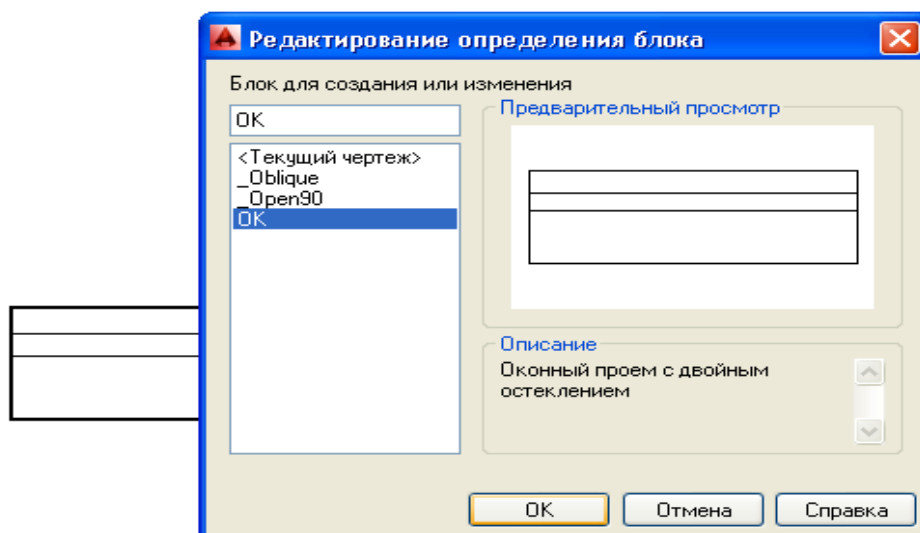 Редактирование определения блока
Блок для создания или изменения
OK
<Текущий чертеж>
_Oblique
_Open90
OK
Предварительный просмотр
Описание
Оконный проем с двойным
остеклением
OK
Отмена
Справка